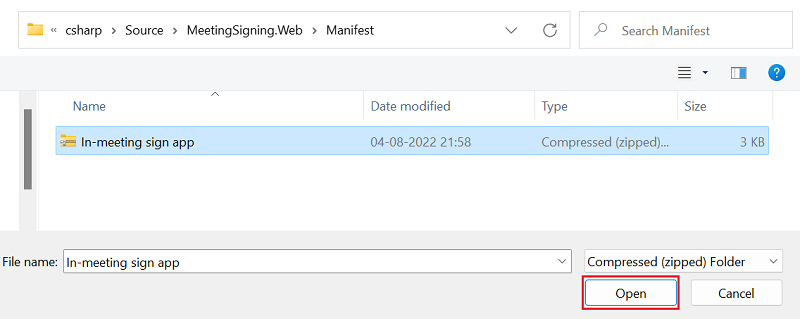 « csharp > Source > MeetingSigning.Web > Manifest Search Manifest
?
Name Date modified Type Size
In-meeting sign app 04-08-2022 21:58 Compressed (zipped)... 3 KB
File name: In-meeting sign app Compressed (zipped) Folder
Open Cancel